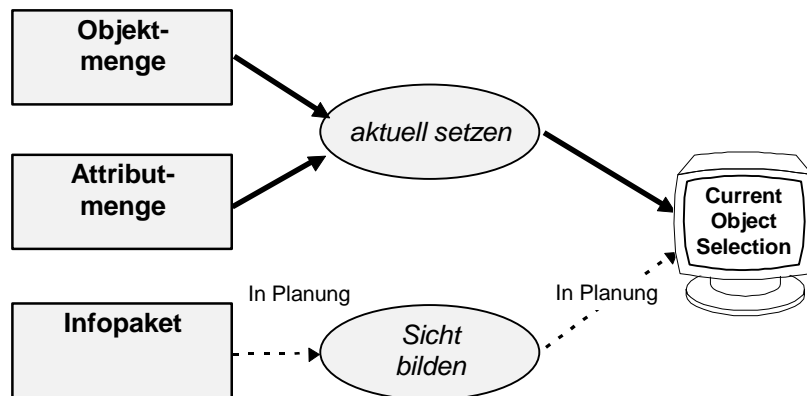 Objekt-
menge
aktuell setzen
Attribut-
menge
Current
Object
Selection
In Planung
In Planung
Infopaket
Sicht
bilden